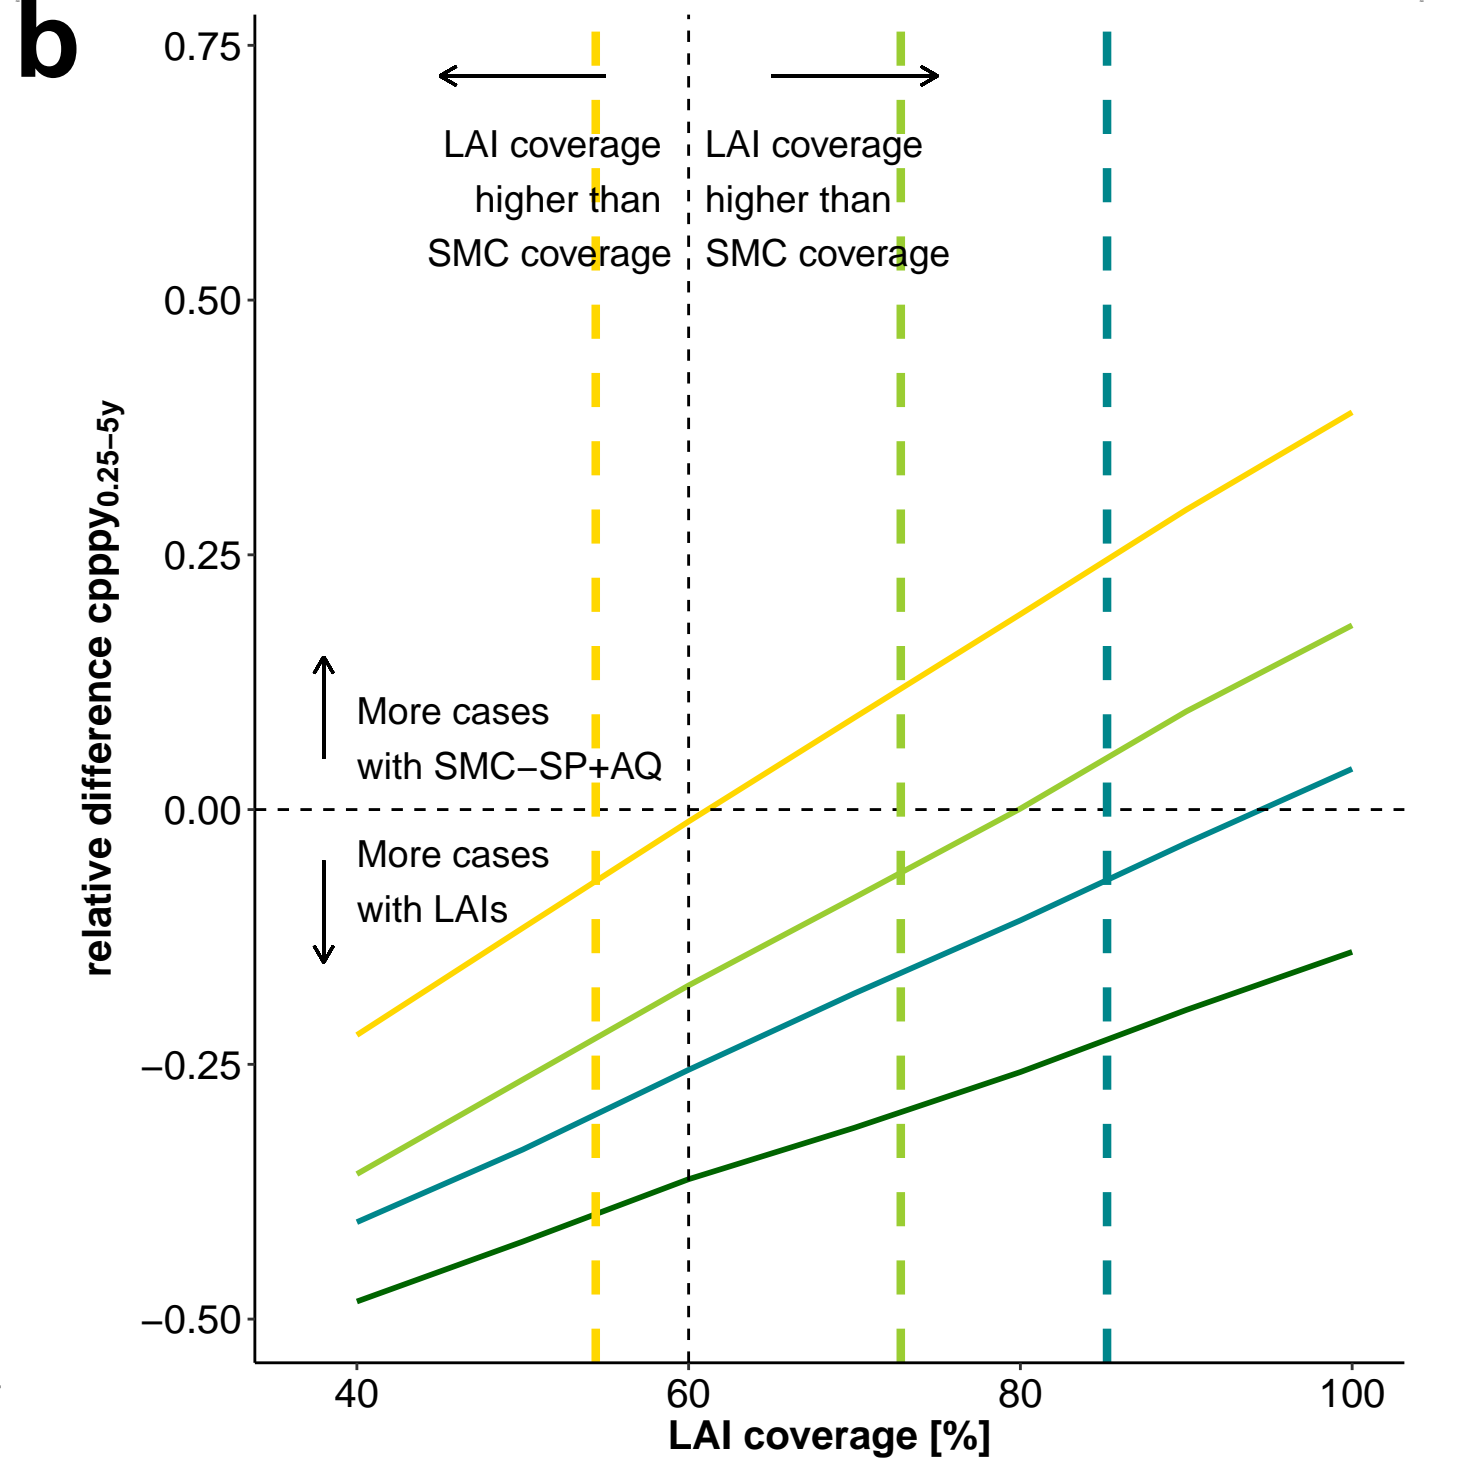 b
0.75
0.50
0.25
0.00
−0.25
−0.50
relative difference cpppy0.25−5y
LAI coverage
higher than
SMC coverage
LAI coverage
higher than
SMC coverage
More cases
with SMC−SP+AQ
More cases
with LAIs
40
60
80
100
LAI coverage [%]